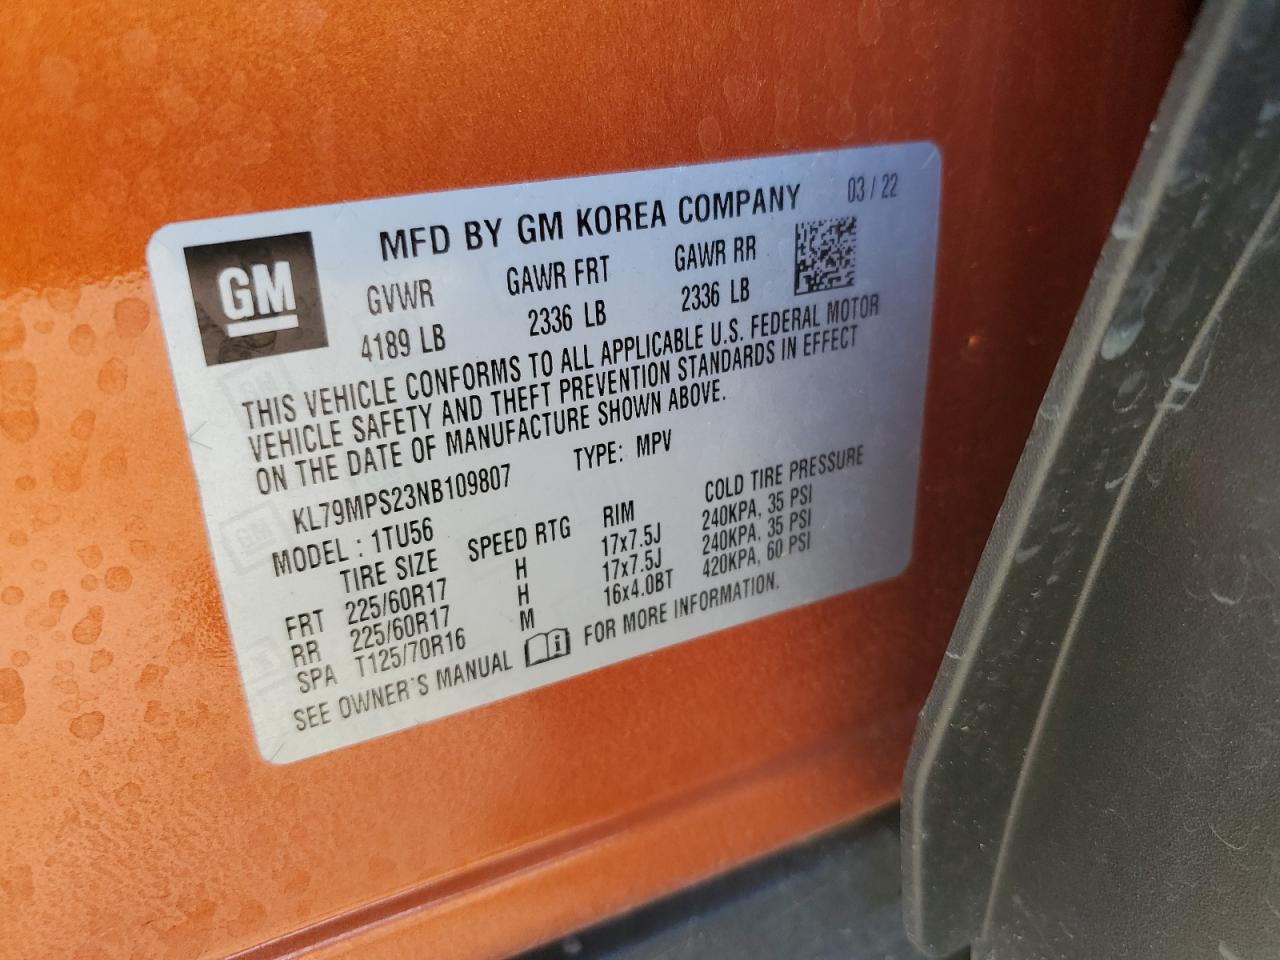 GM
MFD BY GM KOREA COMPANY 03 / 22
GVWR GAWR FRT GAWR RR
4189 LB 2336 LB 2336 LB
THIS VEHICLE CONFORMS TO ALL APPLICABLE U.S. FEDERAL MOTOR
VEHICLE SAFETY AND THEFT PREVENTION STANDARDS IN EFFECT
ON THE DATE OF MANUFACTURE SHOWN ABOVE.
KL79MPS23NB109807 TYPE: MPV
MODEL : 1TU56
TIRE SIZE SPEED RTG RIM COLD TIRE PRESSURE
FRT 225/60R17 H 17x7.5J 240KPA, 35 PSI
RR 225/60R17 H 17x7.5J 240KPA, 35 PSI
SPA T125/70R16 M 16x4.0BT 420KPA, 60 PSI
SEE OWNER'S MANUAL i FOR MORE INFORMATION.